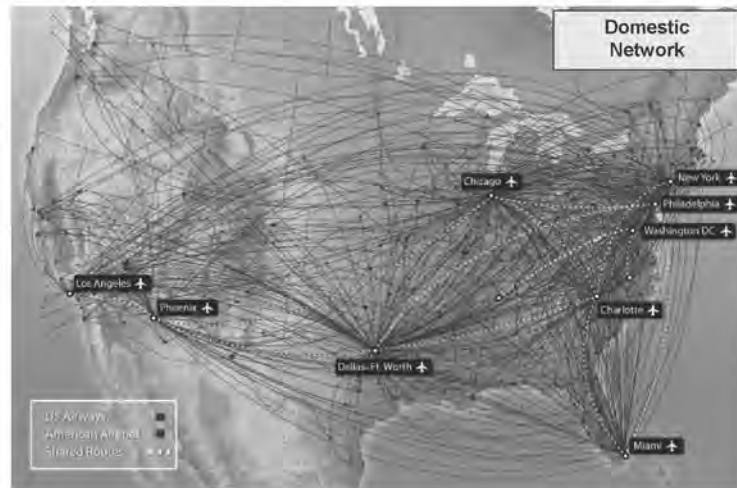 Domestic
Network
Chicago
New York
Philadelphia
Washington DC
Los Angeles
Phoenix
Charlotte
Dallas-Ft. Worth
US Airways
American Airlines
Shared Routes
Miami